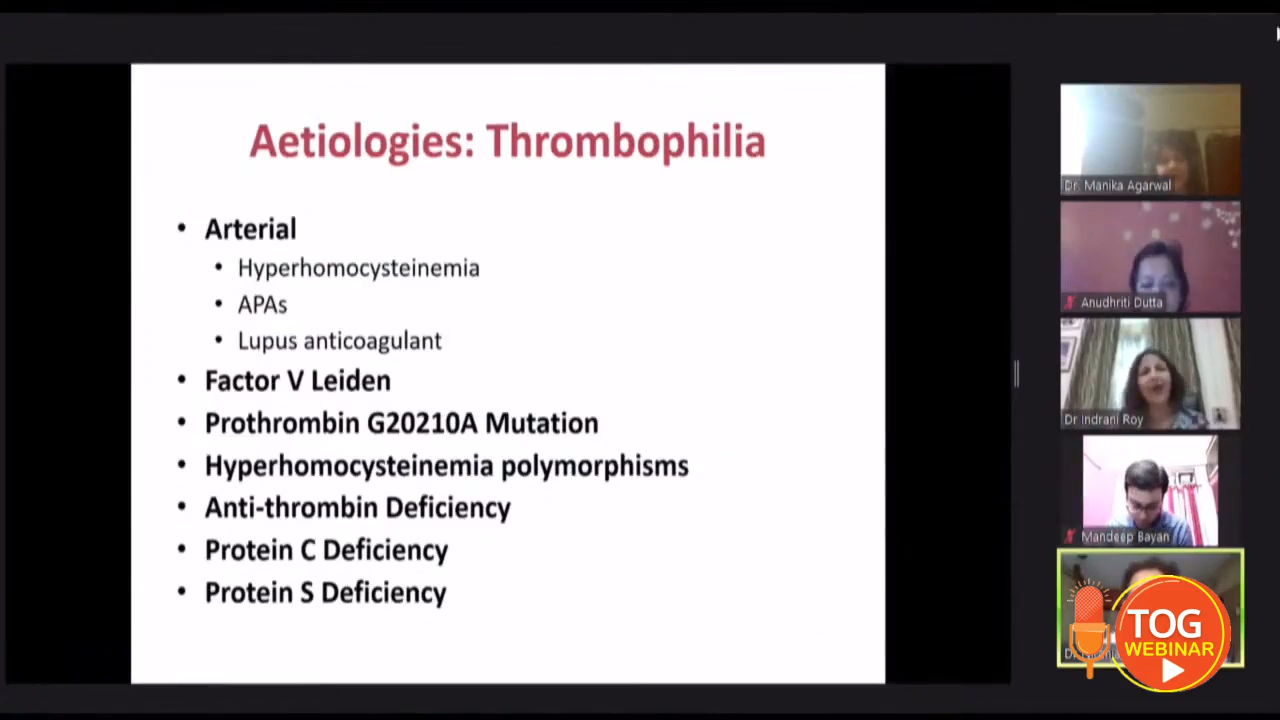 Aetiologies: Thrombophilia
• Arterial
• Hyperhomocysteinemia
• APAs
• Lupus anticoagulant
• Factor V Leiden
• Prothrombin G20210A Mutation
• Hyperhomocysteinemia polymorphisms
• Anti-thrombin Deficiency
• Protein C Deficiency
• Protein S Deficiency
Dr. Manika Agarwal
Anudhriti Dutta
Dr Indrani Roy
Mandeep Bayan
TOG
WEBINAR